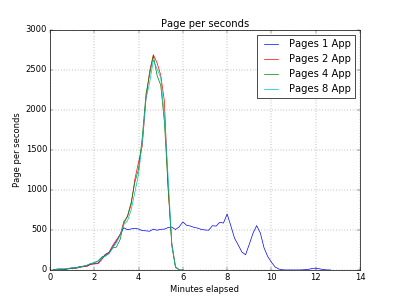 Page per seconds
3000
2500
2000
1500
1000
500
0
Page per seconds
0 2 4 6 8 10 12 14
Minutes elapsed
Pages 1 App
Pages 2 App
Pages 4 App
Pages 8 App